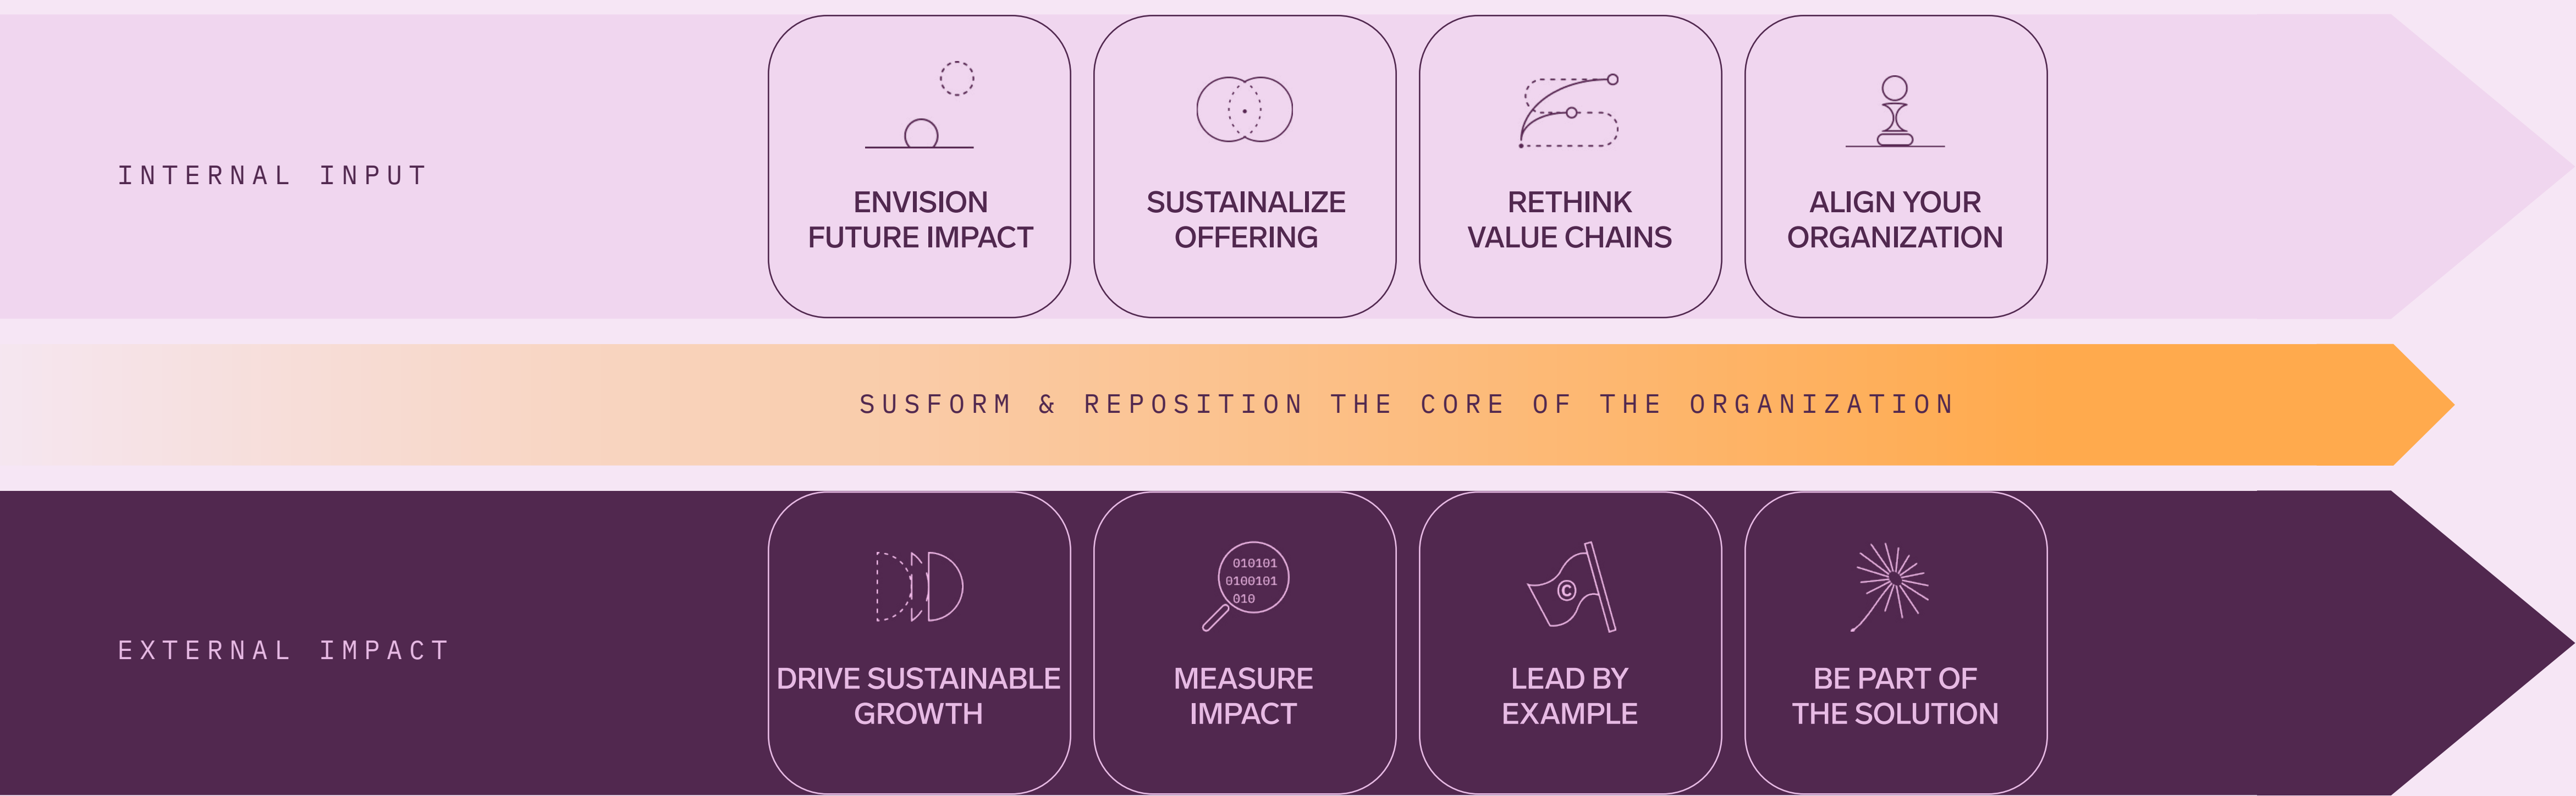 INTERNAL INPUT
ENVISION
FUTURE IMPACT
SUSTAINALIZE
OFFERING
RETHINK
VALUE CHAINS
ALIGN YOUR
ORGANIZATION
SUSFORM & REPOSITION THE CORE OF THE ORGANIZATION
EXTERNAL IMPACT
DRIVE SUSTAINABLE
GROWTH
010101
0100101
010
MEASURE
IMPACT
©
LEAD BY
EXAMPLE
BE PART OF
THE SOLUTION